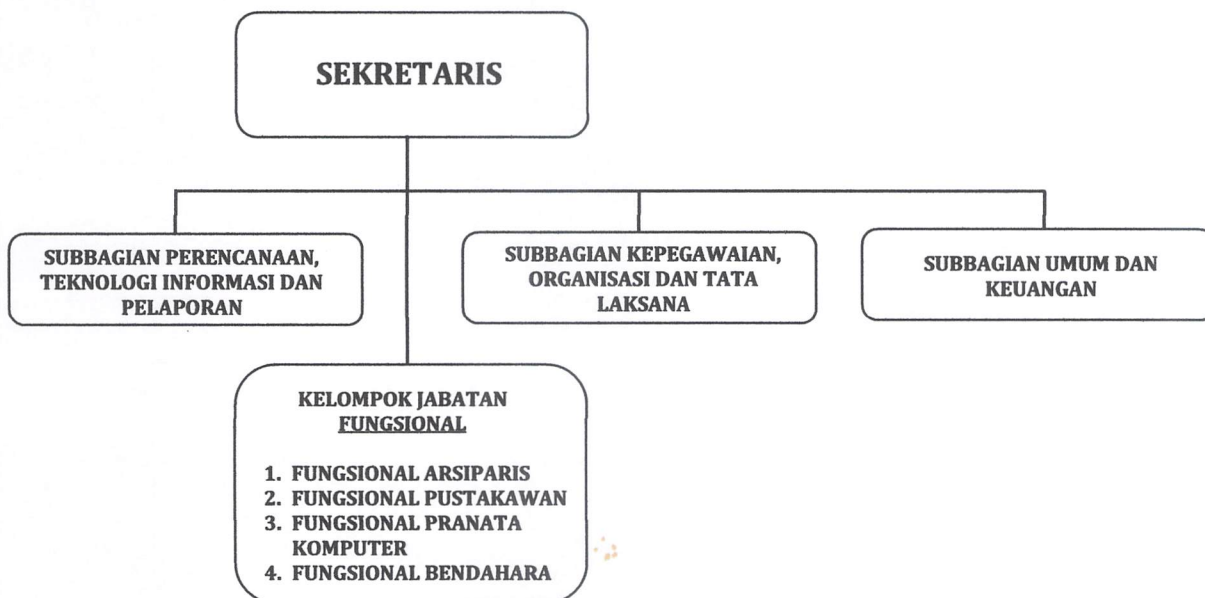 SEKRETARIS
SUBBAGIAN PERENCANAAN,
TEKNOLOGI INFORMASI DAN
PELAPORAN
SUBBAGIAN KEPEGAWAIAN,
ORGANISASI DAN TATA
LAKSANA
SUBBAGIAN UMUM DAN
KEUANGAN
KELOMPOK JABATAN
FUNGSIONAL
1. FUNGSIONAL ARSIPARIS
2. FUNGSIONAL PUSTAKAWAN
3. FUNGSIONAL PRANATA
KOMPUTER
4. FUNGSIONAL BENDAHARA